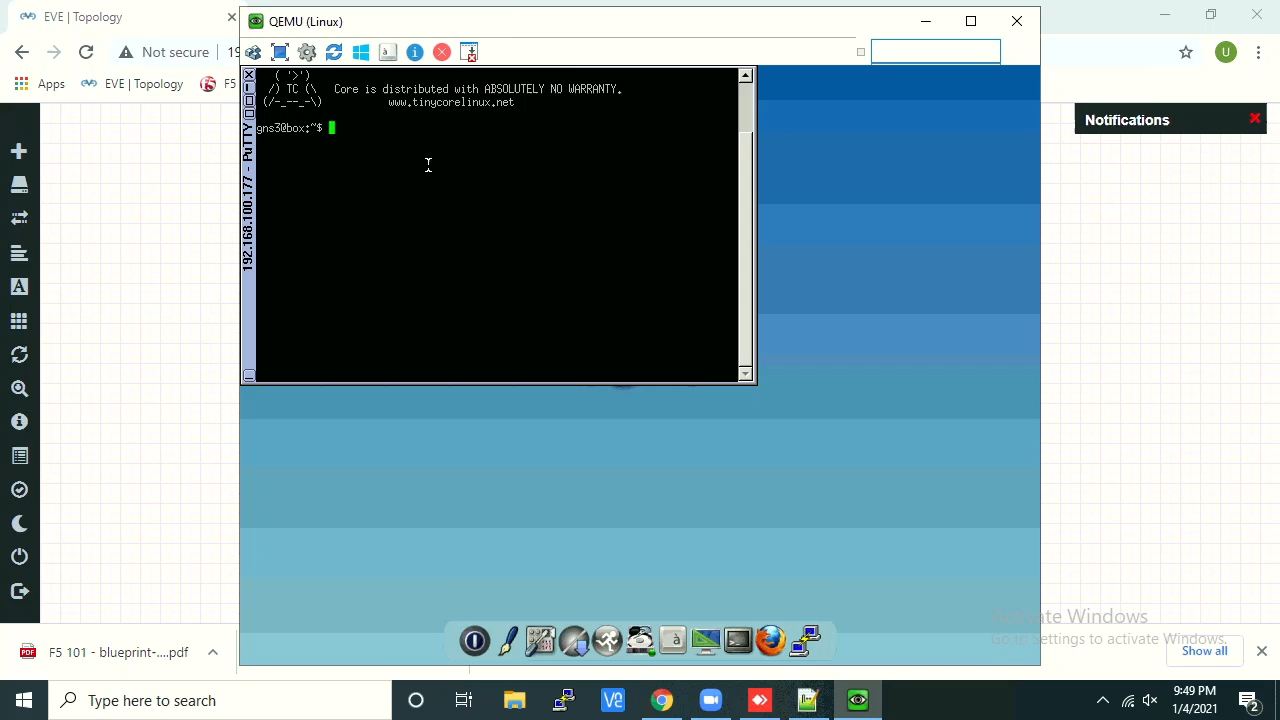 EVE | Topology
QEMU (Linux)
Not secure
19
Apps
EVE | Topology
F5
Core is distributed with ABSOLUTELY NO WARRANTY.
www.tinycorelinux.net
( '>')
/) TC (\
(/-_--_-\)
gns3@box:~$
192.168.100.177 - PuTTY
Notifications
U
Activate Windows
Go to Settings to activate Windows.
F5 101 - blueprint-....pdf
Show all
Type here to search
9:49 PM
1/4/2021
2